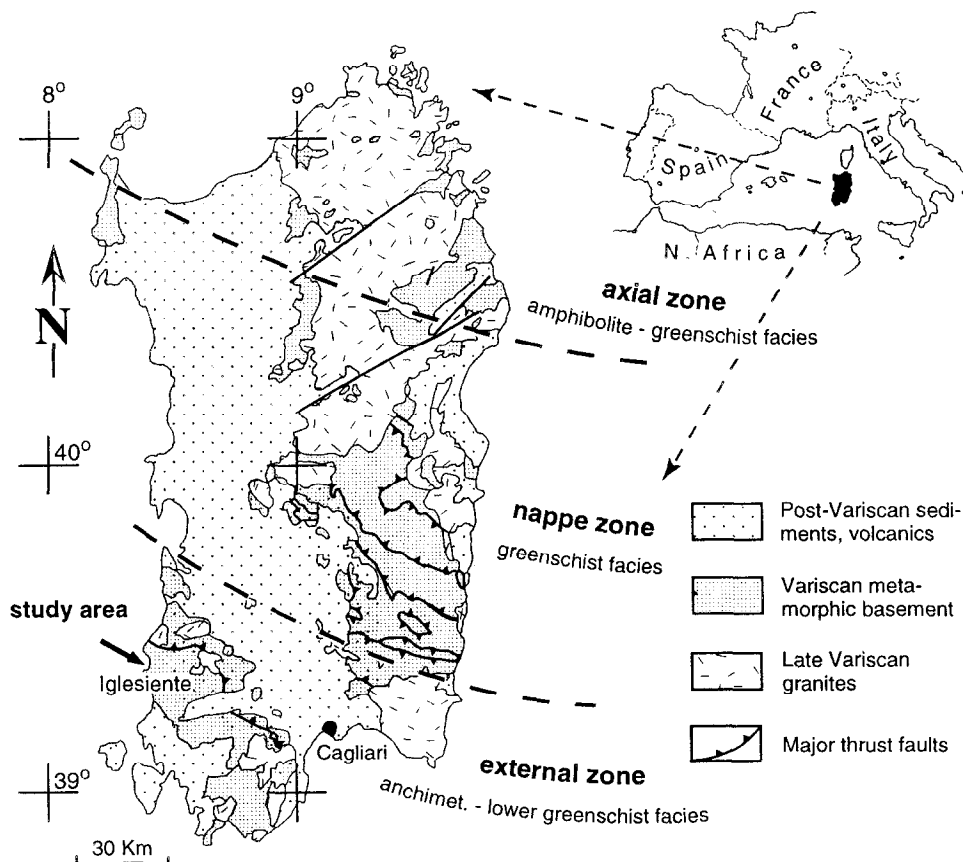 8°
9°
France
Italy
Spain
N. Africa
N
axial zone
amphibolite - greenschist facies
40°
nappe zone
greenschist facies
Post-Variscan sedi-
ments, volcanics
study area
Variscan meta-
morphic basement
Iglesiente
Late Variscan
granites
Cagliari
Major thrust faults
external zone
anchimet. - lower greenschist facies
39°
30 Km